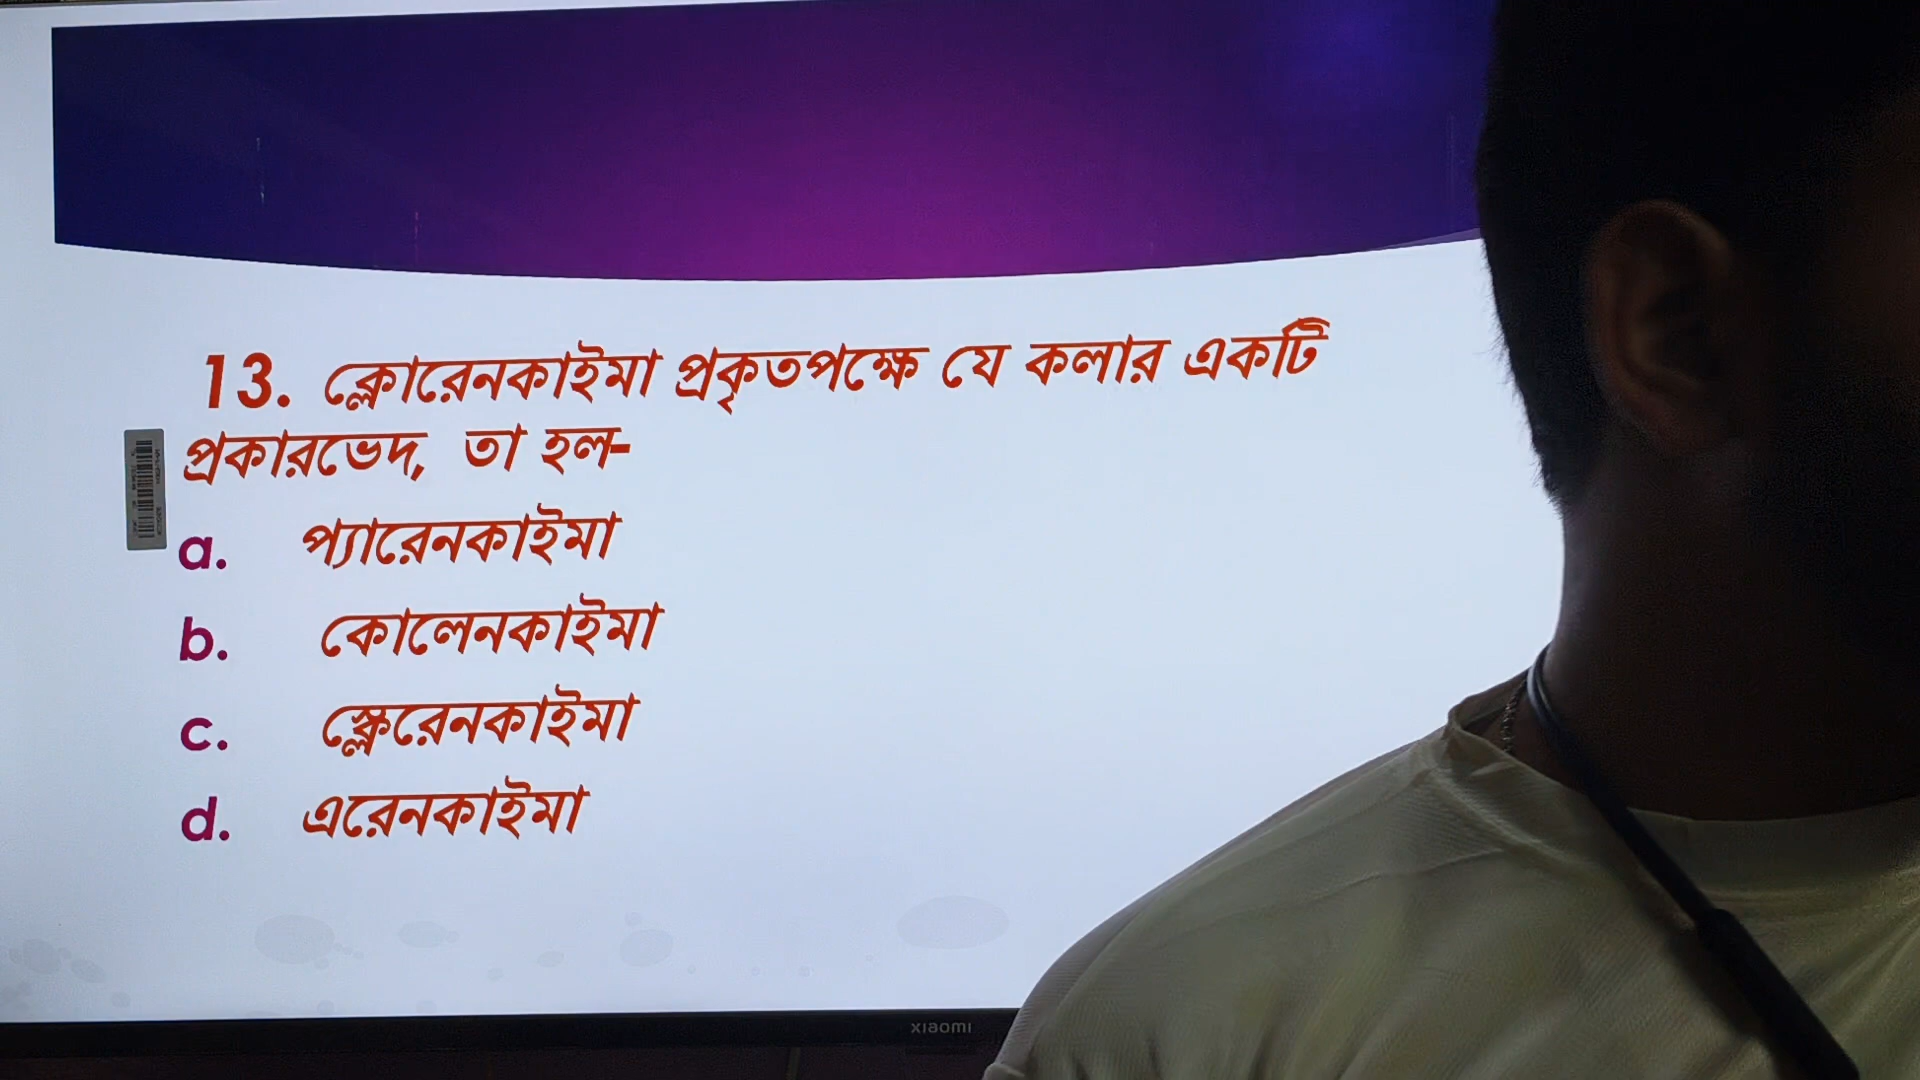 13. ক্লোরেনকাইমা প্রকৃতপক্ষে যে কলার একটি
প্রকারভেদ, তা হল-
a. প্যারেনকাইমা
b. কোলেনকাইমা
c. স্ক্লেরেনকাইমা
d. এরেনকাইমা
xiaomi